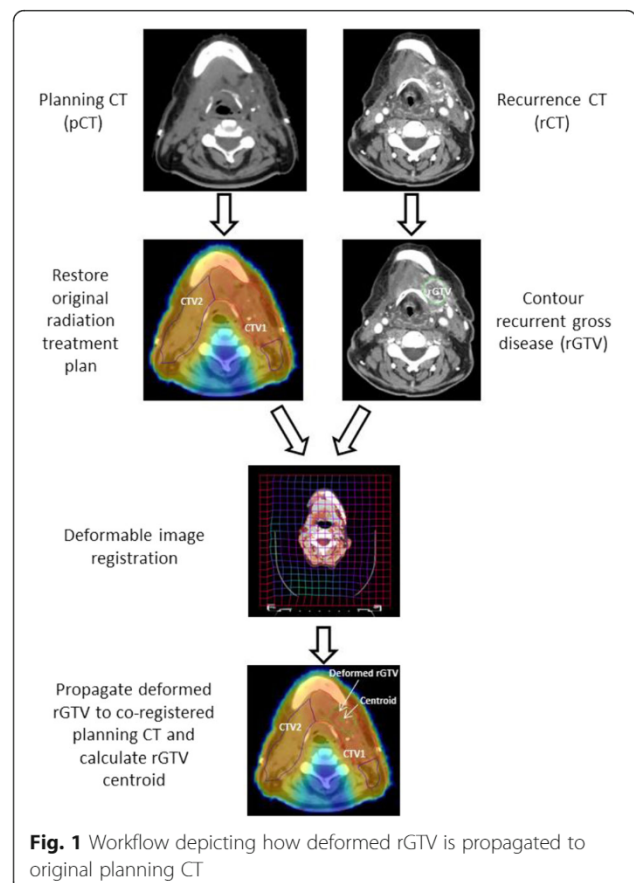 Planning CT
(pCT)
Recurrence CT
(rCT)
Restore
original
radiation
treatment
plan
CTV2
CTV1
rGTV
Contour
recurrent gross
disease (rGTV)
Deformable image
registration
Propagate deformed
rGTV to co-registered
planning CT and
calculate rGTV
centroid
Deformed rGTV
Centroid
CTV2
CTV1
Fig. 1 Workflow depicting how deformed rGTV is propagated to
original planning CT